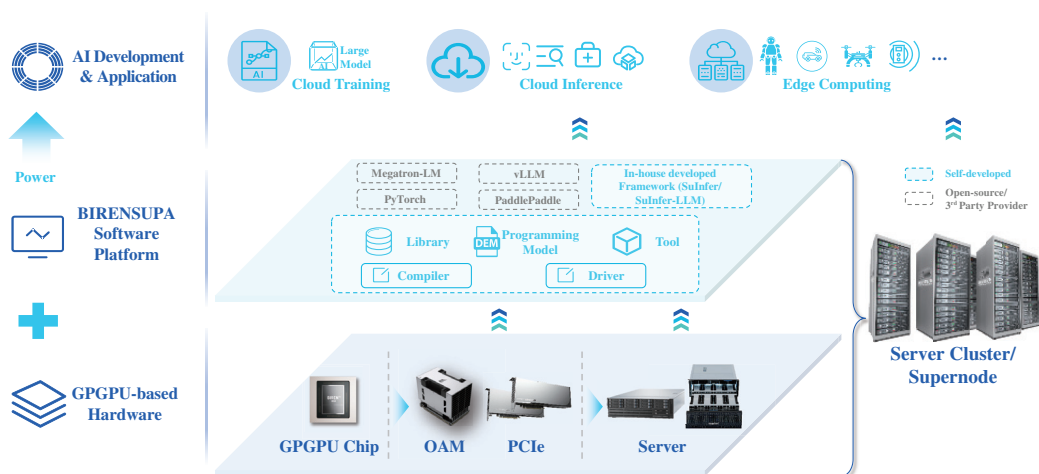 AI Development
& Application
Power
BIRENSUPA
Software
Platform
GPGPU-based
Hardware
AI
AI
Large
Model
Cloud Training
Cloud Inference
Edge Computing
...
Megatron-LM
vLLM
In-house developed
Framework (SuInfer/
SuInfer-LLM)
PyTorch
PaddlePaddle
Library
DEM
Programming
Model
Tool
Compiler
Driver
Self-developed
Open-source/
3rd Party Provider
GPGPU Chip
OAM
PCIe
Server
Server Cluster/
Supernode